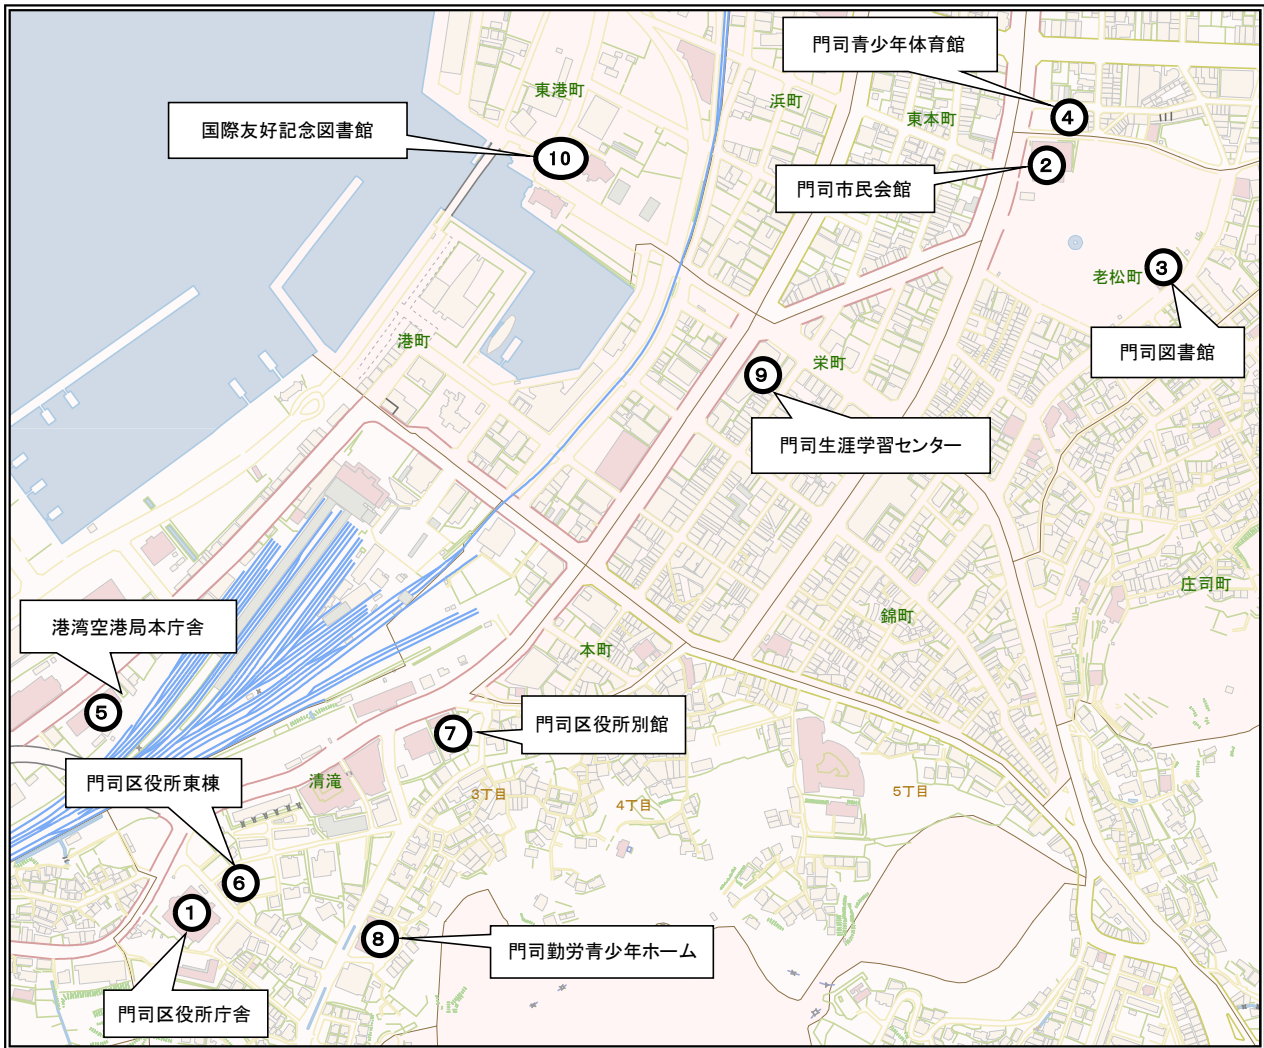 門司青少年体育館
東港町
浜町
東本町
④
国際友好記念図書館
⑩
②
門司市民会館
老松町
③
港町
栄町
門司図書館
⑨
門司生涯学習センター
庄司町
錦町
港湾空港局本庁舎
本町
⑤
⑦
門司区役所別館
門司区役所東棟
清滝
3丁目
4丁目
5丁目
⑥
①
⑧
門司勤労青少年ホーム
門司区役所庁舎